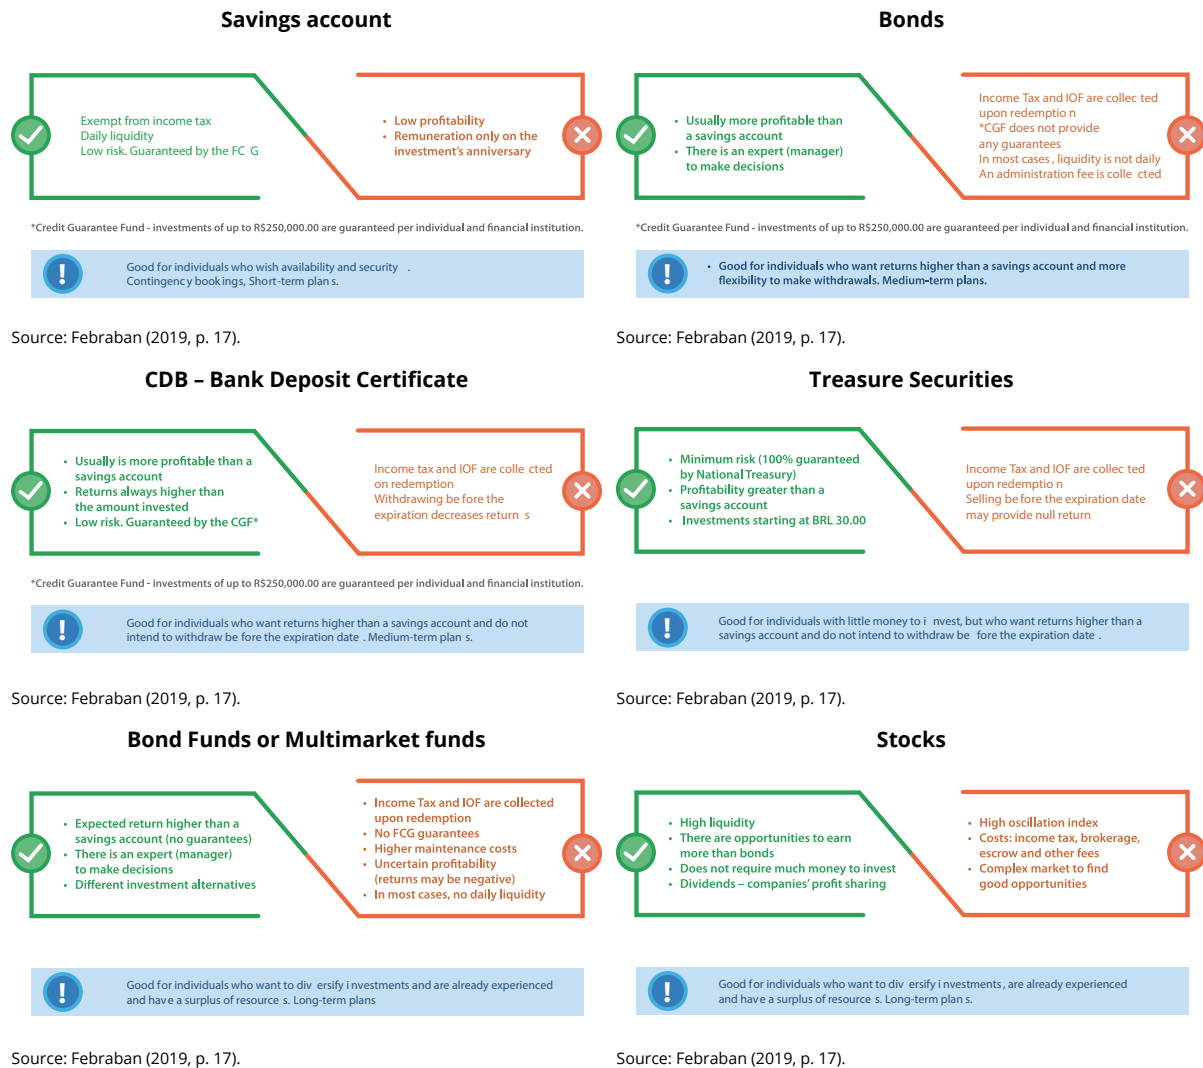 Savings account
Exempt from income tax
Daily liquidity
Low risk. Guaranteed by the FC G
• Low profitability
• Remuneration only on the
investment's anniversary
*Credit Guarantee Fund - investments of up to R$250,000.00 are guaranteed per individual and financial institution.
Good for individuals who wish availability and security .
Contingency bookings, Short-term plans.
Source: Febraban (2019, p. 17).
Bonds
• Usually more profitable than
a savings account
• There is an expert (manager)
to make decisions
Income Tax and IOF are collec ted
upon redemptio n
*CGF does not provide
any guarantees
In most cases , liquidity is not daily
An administration fee is colle cted
*Credit Guarantee Fund - investments of up to R$250,000.00 are guaranteed per individual and financial institution.
• Good for individuals who want returns higher than a savings account and more
flexibility to make withdrawals. Medium-term plans.
Source: Febraban (2019, p. 17).
CDB – Bank Deposit Certificate
• Usually is more profitable than a
savings account
• Returns always higher than
the amount invested
• Low risk. Guaranteed by the CGF*
Income tax and IOF are colle cted
on redemption
Withdrawing be fore the
expiration decreases return s
*Credit Guarantee Fund - investments of up to R$250,000.00 are guaranteed per individual and financial institution.
Good for individuals who want returns higher than a savings account and do not
intend to withdraw be fore the expiration date . Medium-term plan s.
Source: Febraban (2019, p. 17).
Treasure Securities
• Minimum risk (100% guaranteed
by National Treasury)
• Profitability greater than a
savings account
• Investments starting at BRL 30.00
Income Tax and IOF are collec ted
upon redemptio n
Selling be fore the expiration date
may provide null return
Good for individuals with little money to i nvest, but who want returns higher than a
savings account and do not intend to withdraw be fore the expiration date .
Source: Febraban (2019, p. 17).
Bond Funds or Multimarket funds
• Expected return higher than a
savings account (no guarantees)
• There is an expert (manager)
to make decisions
• Different investment alternatives
• Income Tax and IOF are collected
upon redemption
• No FCG guarantees
• Higher maintenance costs
• Uncertain profitability
(returns may be negative)
• In most cases, no daily liquidity
Good for individuals who want to div ersify i nvestments and are already experienced
and have a surplus of resource s. Long-term plans
Source: Febraban (2019, p. 17).
Stocks
• High liquidity
• There are opportunities to earn
more than bonds
• Does not require much money to invest
• Dividends – companies' profit sharing
• High oscillation index
• Costs: income tax, brokerage,
escrow and other fees
• Complex market to find
good opportunities
Good for individuals who want to div ersify i nvestments , are already experienced
and have a surplus of resource s. Long-term plan s.
Source: Febraban (2019, p. 17).